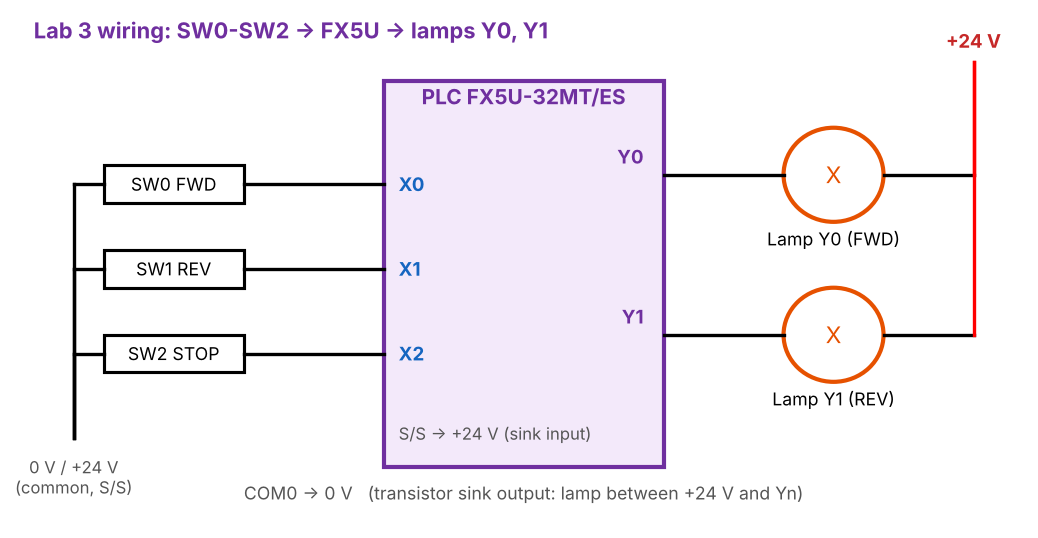 Lab 3 wiring: SW0-SW2 → FX5U → lamps Y0, Y1
+24 V
PLC FX5U-32MT/ES
SW0 FWD
X0
Y0
X
Lamp Y0 (FWD)
SW1 REV
X1
Y1
X
SW2 STOP
X2
Lamp Y1 (REV)
S/S → +24 V (sink input)
0 V / +24 V
(common, S/S)
COM0 → 0 V (transistor sink output: lamp between +24 V and Yn)